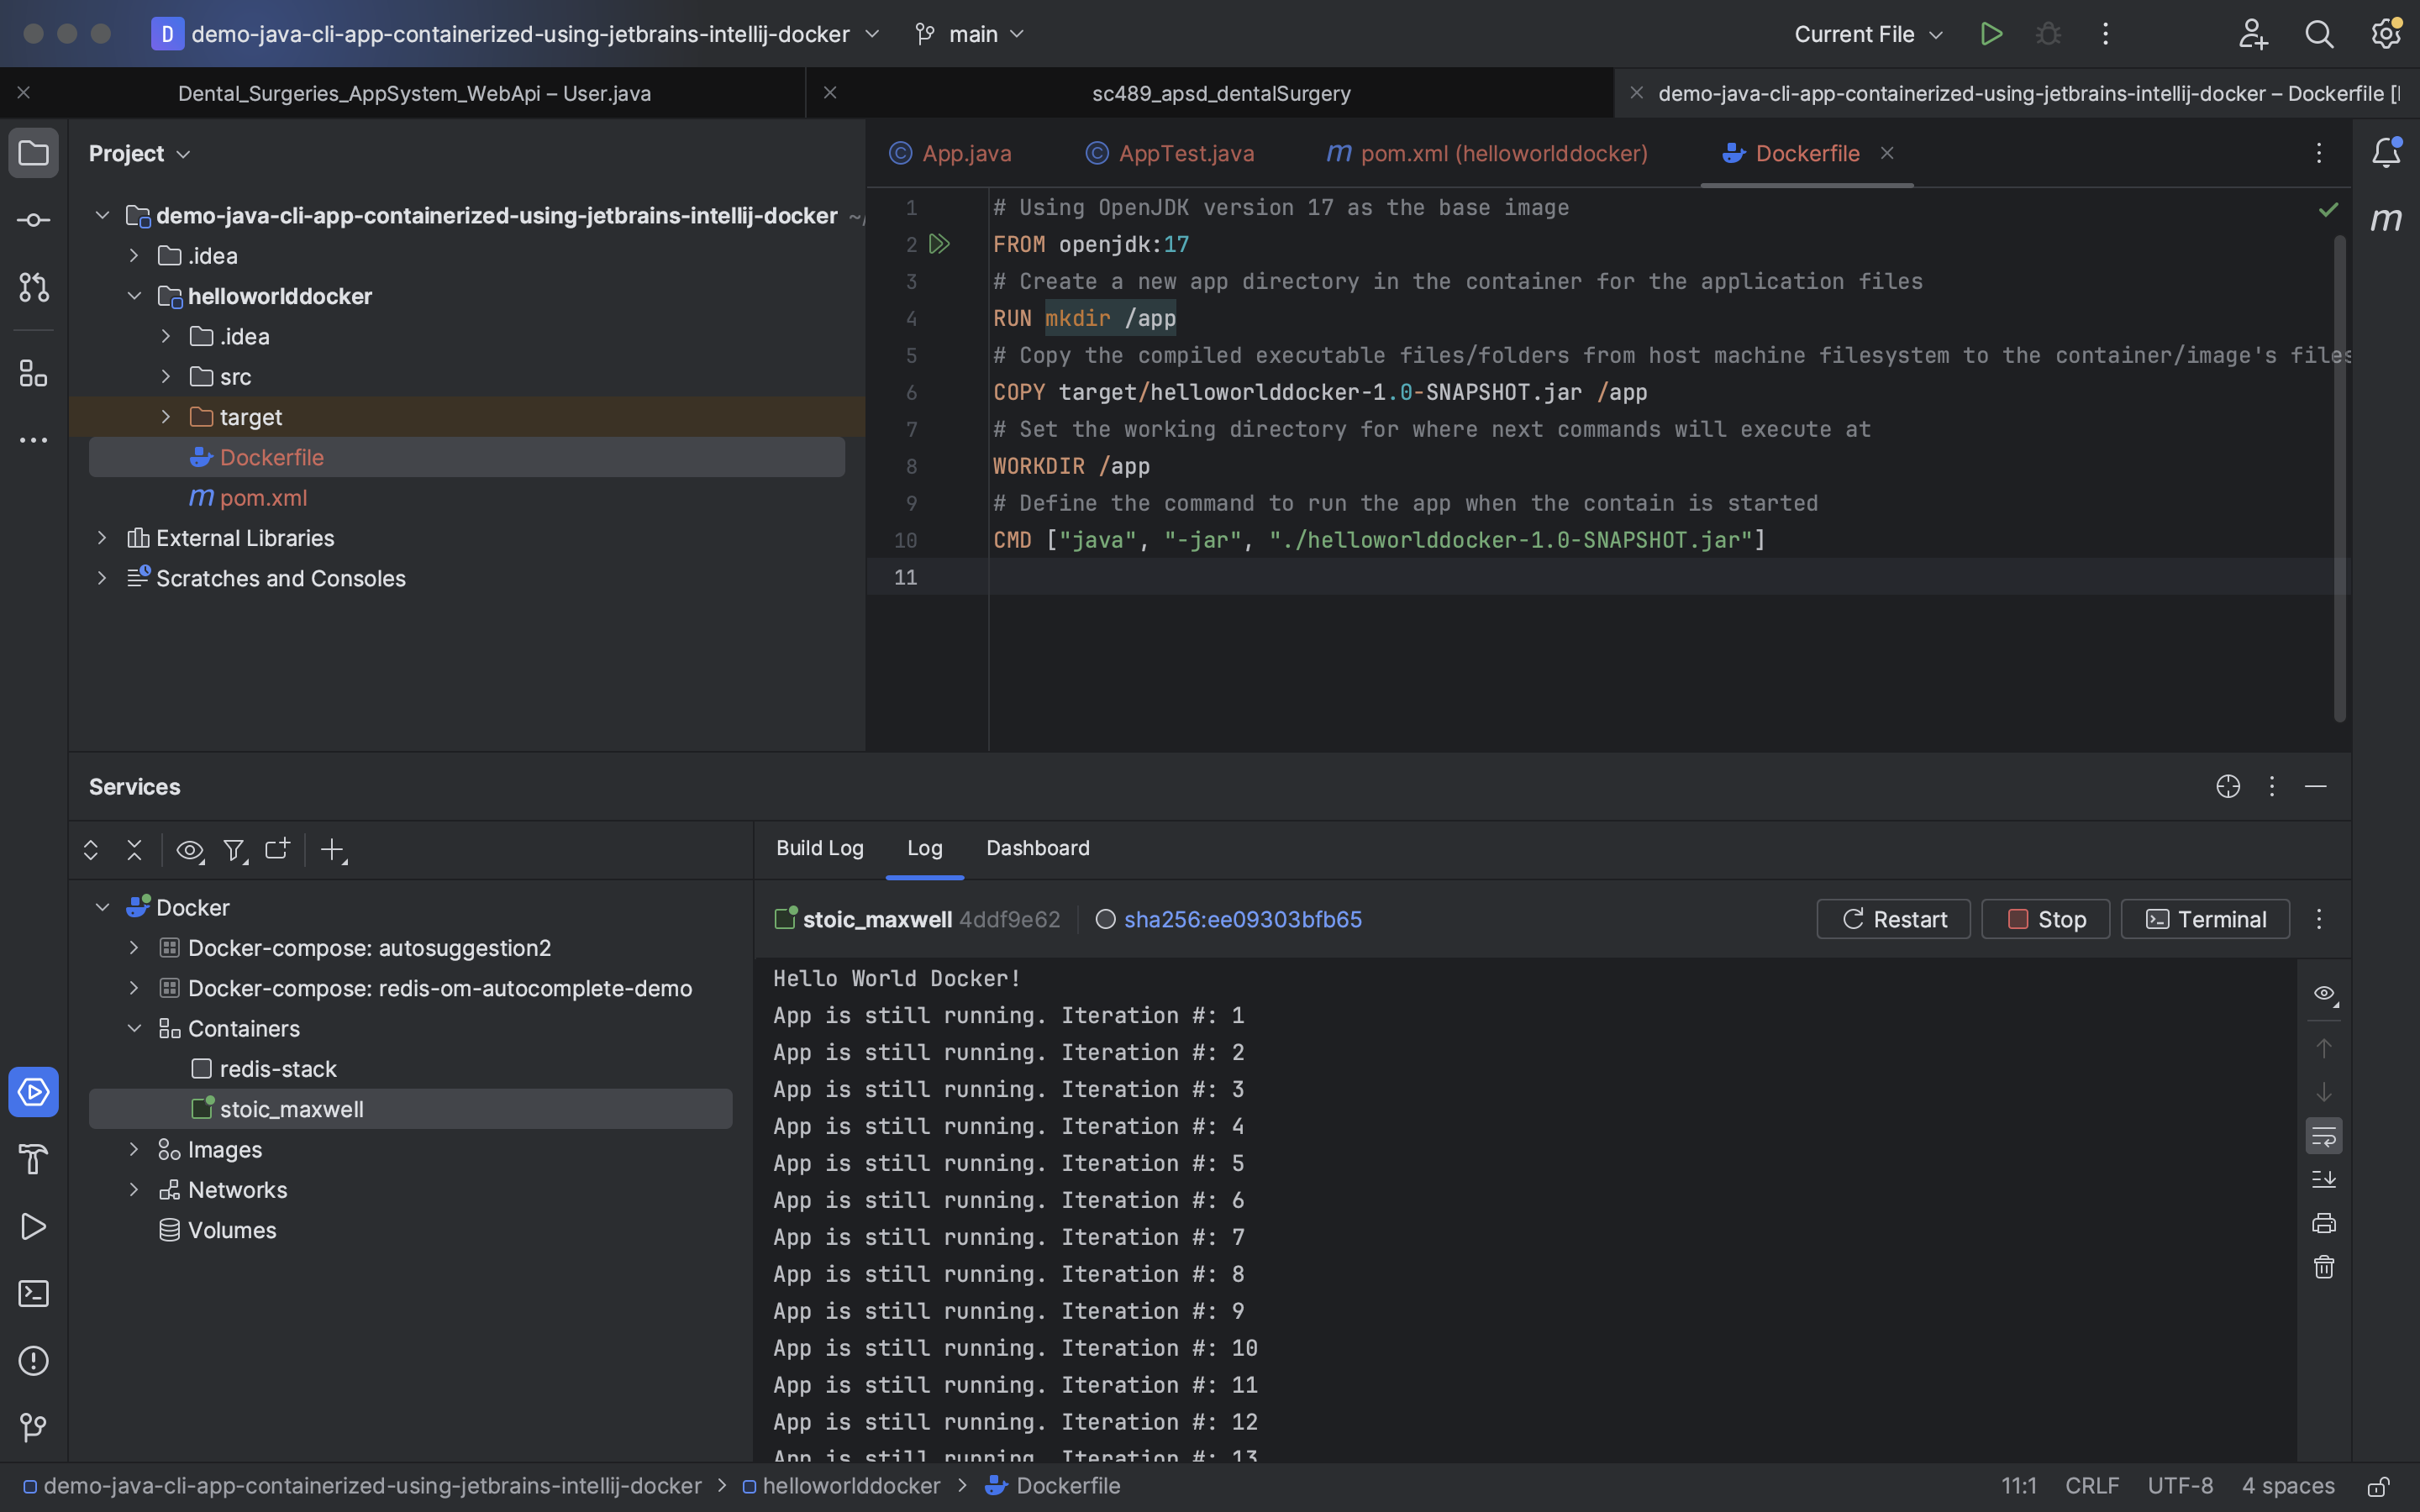 D demo-java-cli-app-containerized-using-jetbrains-intellij-docker main Current File
Dental_Surgeries_AppSystem_WebApi – User.java sc489_apsd_dentalSurgery demo-java-cli-app-containerized-using-jetbrains-intellij-docker – Dockerfile [
Project
demo-java-cli-app-containerized-using-jetbrains-intellij-docker ~/
.idea
helloworlddocker
.idea
src
target
Dockerfile
m pom.xml
External Libraries
Scratches and Consoles
App.java AppTest.java m pom.xml (helloworlddocker) Dockerfile
m
1 # Using OpenJDK version 17 as the base image
2 FROM openjdk:17
3 # Create a new app directory in the container for the application files
4 RUN mkdir /app
5 # Copy the compiled executable files/folders from host machine filesystem to the container/image's files
6 COPY target/helloworlddocker-1.0-SNAPSHOT.jar /app
7 # Set the working directory for where next commands will execute at
8 WORKDIR /app
9 # Define the command to run the app when the contain is started
10 CMD ["java", "-jar", "./helloworlddocker-1.0-SNAPSHOT.jar"]
11
Services
Docker
Docker-compose: autosuggestion2
Docker-compose: redis-om-autocomplete-demo
Containers
redis-stack
stoic_maxwell
Images
Networks
Volumes
Build Log Log Dashboard
stoic_maxwell 4ddf9e62 sha256:ee09303bfb65 Restart Stop Terminal
Hello World Docker!
App is still running. Iteration #: 1
App is still running. Iteration #: 2
App is still running. Iteration #: 3
App is still running. Iteration #: 4
App is still running. Iteration #: 5
App is still running. Iteration #: 6
App is still running. Iteration #: 7
App is still running. Iteration #: 8
App is still running. Iteration #: 9
App is still running. Iteration #: 10
App is still running. Iteration #: 11
App is still running. Iteration #: 12
App is still running. Iteration #: 13
demo-java-cli-app-containerized-using-jetbrains-intellij-docker > helloworlddocker > Dockerfile 11:1 CRLF UTF-8 4 spaces